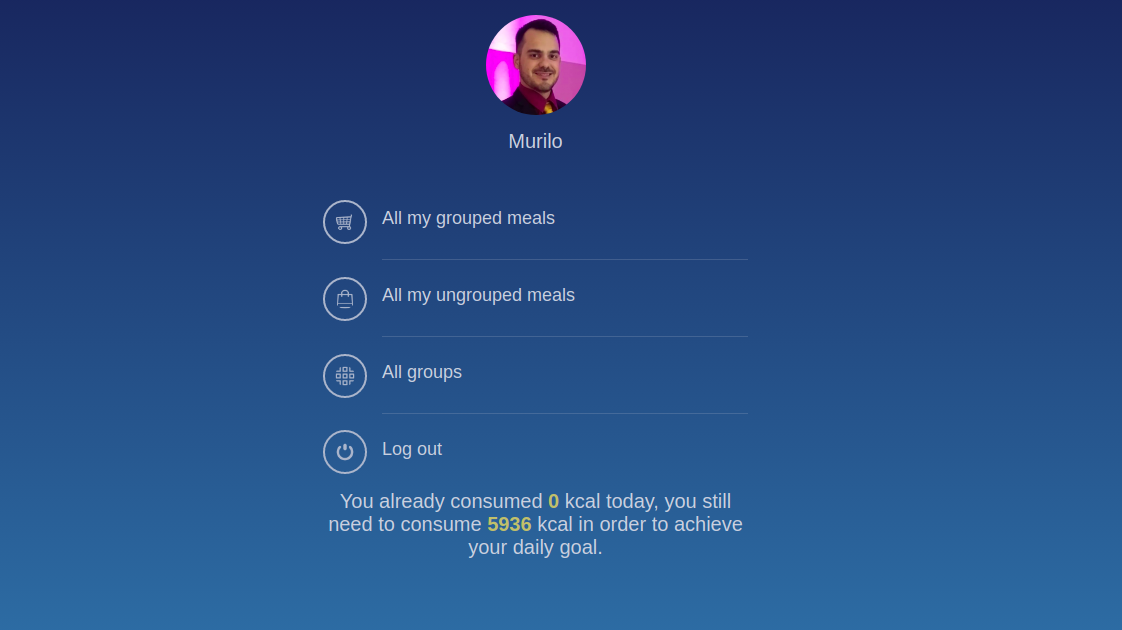 Murilo
All my grouped meals
All my ungrouped meals
All groups
Log out
You already consumed 0 kcal today, you still
need to consume 5936 kcal in order to achieve
your daily goal.